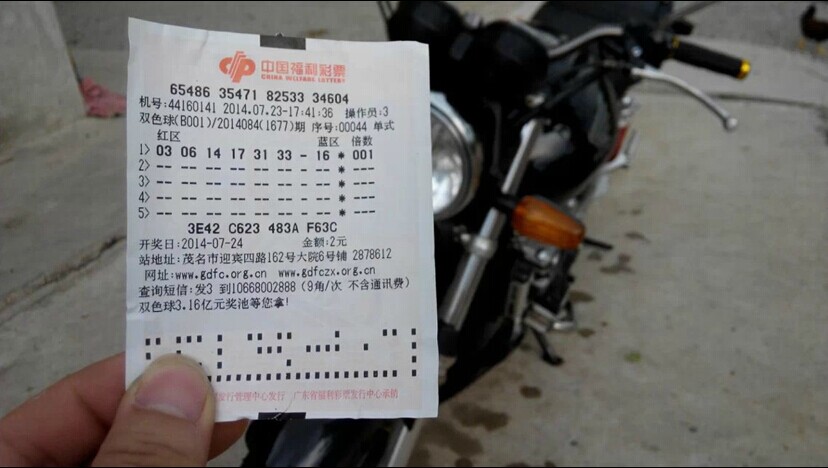 中国福利彩票
CHINA WELFARE LOTTERY
65486 35471 82533 34604
机号:44160141 2014.07.23-17:41:36 操作员:3
双色球(B001)/2014084(1677)期 序号:00044 单式
红区 蓝区 倍数
1> 03 06 14 17 31 33 - 16 * 001
2> -- -- -- -- -- -- - -- * ---
3> -- -- -- -- -- -- - -- * ---
4> -- -- -- -- -- -- - -- * ---
5> -- -- -- -- -- -- - -- * ---
3E42 C623 483A F63C
开奖日:2014-07-24 金额:2元
站地址:茂名市迎宾四路162号大院6号铺 2878612
网址:www.gdfc.org.cn www.gdfczx.org.cn
查询短信:发3 到10668002888 (9角/次 不含通讯费)
双色球3.16亿元奖池等您拿!
发行管理中心发行 广东省福利彩票发行中心承销